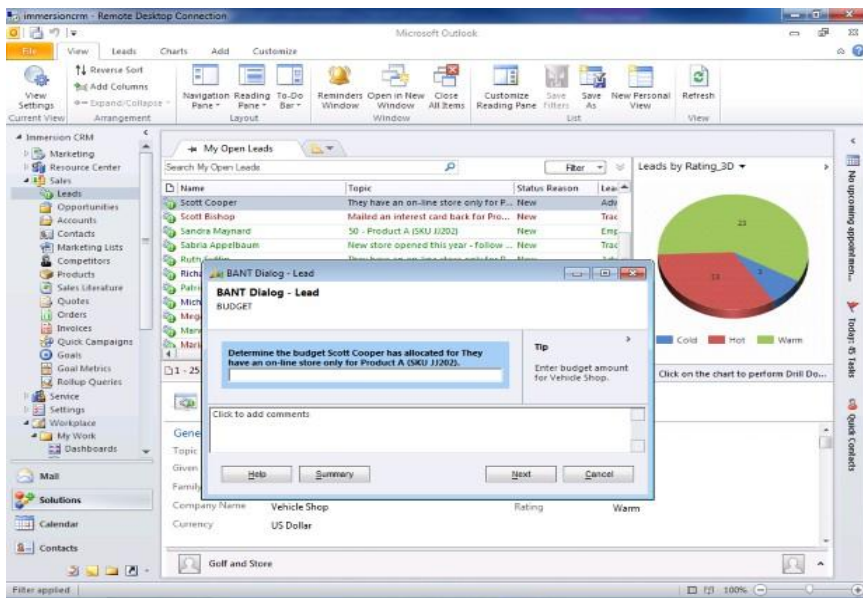 immersioncrm - Remote Desktop Connection
Microsoft Outlook
File View Leads Charts Add Customize
View Settings
Reverse Sort
Add Columns
Expand/Collapse
Current View
Arrangement
Navigation Pane
Reading Pane
To-Do Bar
Layout
Reminders Window
Open in New Window
Close All Items
Window
Customize Reading Pane
Save Filters
Save As
New Personal View
List
Refresh
View
Immersion CRM
Marketing
Resource Center
Sales
Leads
Opportunities
Accounts
Contacts
Marketing Lists
Competitors
Products
Sales Literature
Quotes
Orders
Invoices
Quick Campaigns
Goals
Goal Metrics
Rollup Queries
Service
Settings
Workplace
My Work
Dashboards
Mail
Solutions
Calendar
Contacts
My Open Leads
Search My Open Leads
Filter
Name Topic Status Reason
Scott Cooper They have an on-line store only for P... New
Scott Bishop Mailed an interest card back for Pro... New
Sandra Maynard 50 - Product A (SKU JJ202) New
Sabria Appelbaum New store opened this year - follow ... New
Leads by Rating_3D
23
13
3
Cold Hot Warm
Click on the chart to perform Drill Do...
BANT Dialog - Lead
BANT Dialog - Lead
BUDGET
Determine the budget Scott Cooper has allocated for They
have an on-line store only for Product A (SKU JJ202).
Tip
Enter budget amount
for Vehicle Shop.
Click to add comments
Help Summary Next Cancel
Topic
Given
Family
Company Name Vehicle Shop Rating Warm
Currency US Dollar
Golf and Store
No upcoming appointmen...
Today: 45 Tasks
Quick Contacts
Filter applied
100%